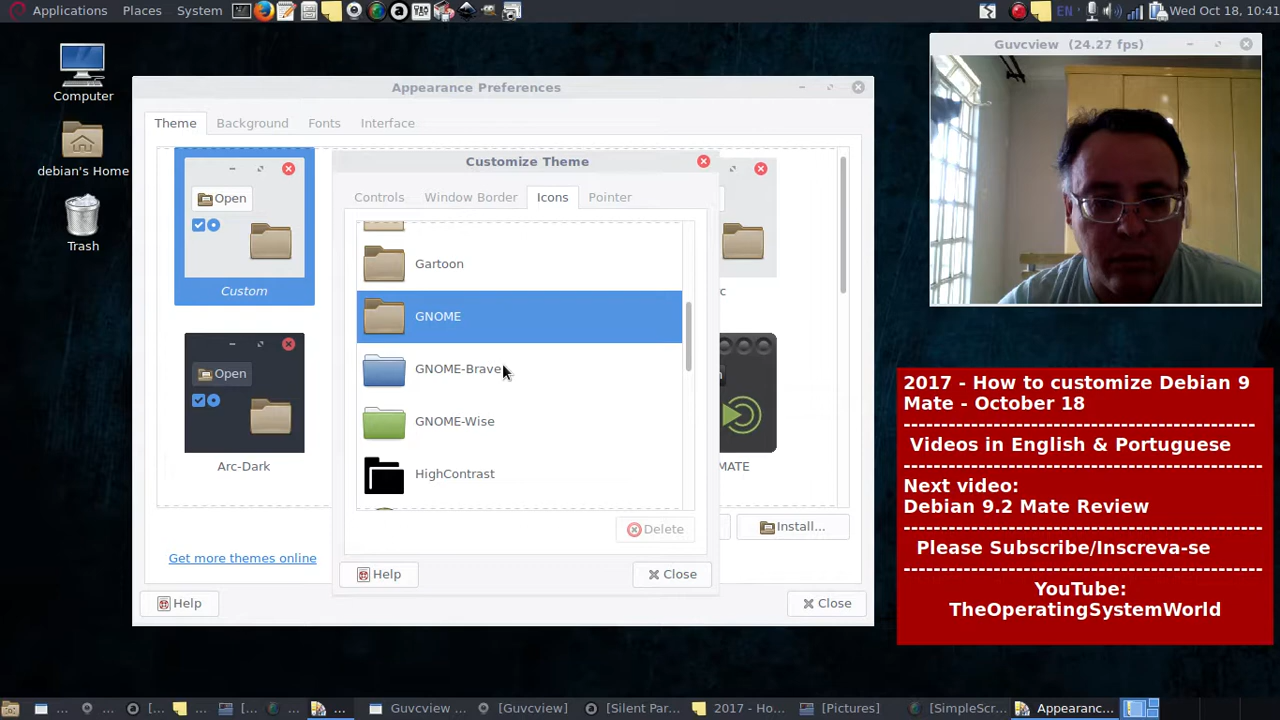 Applications Places System EN Wed Oct 18, 10:41
Guvcview (24.27 fps)
Computer
debian's Home
Trash
Appearance Preferences
Theme Background Fonts Interface
Open
Custom
Arc-Dark
Open
c
MATE
Customize Theme
Controls Window Border Icons Pointer
Gartoon
GNOME
GNOME-Brave
GNOME-Wise
HighContrast
Delete
Help Close
Install...
Get more themes online
Help Close
2017 - How to customize Debian 9
Mate - October 18
--------------------------------------------
Videos in English & Portuguese
--------------------------------------------
Next video:
Debian 9.2 Mate Review
--------------------------------------------
Please Subscribe/Inscreva-se
--------------------------------------------
YouTube:
TheOperatingSystemWorld
... ... [... ... [... ... ... Guvcview ... [Guvcview] [Silent Par... 2017 - Ho... [Pictures] [SimpleScr... Appearanc...